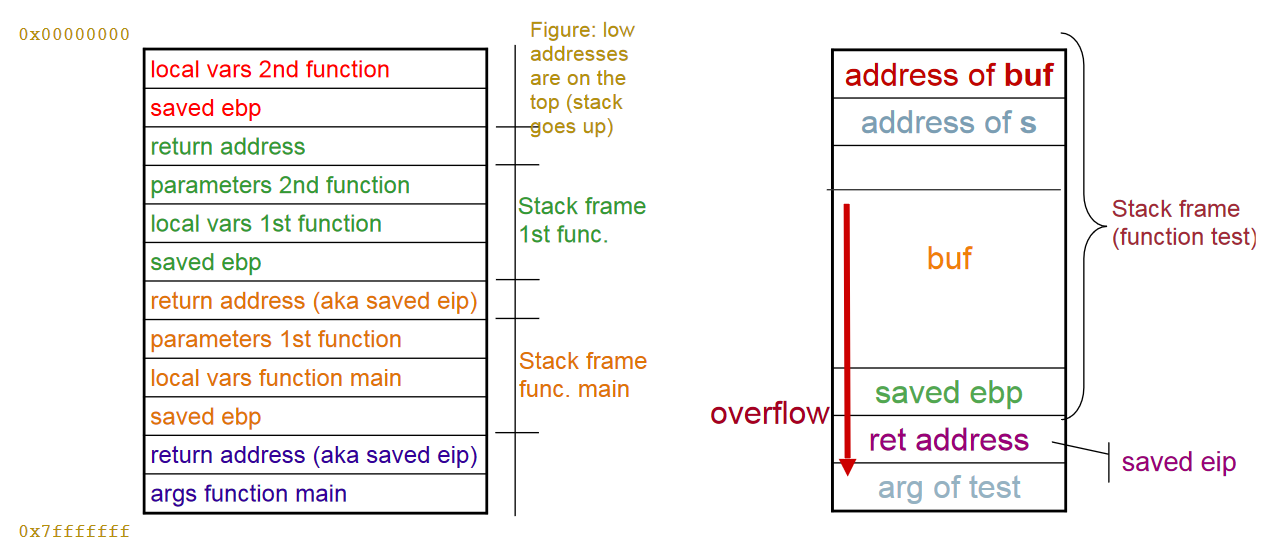 0x00000000
local vars 2nd function
saved ebp
return address
parameters 2nd function
local vars 1st function
saved ebp
return address (aka saved eip)
parameters 1st function
local vars function main
saved ebp
return address (aka saved eip)
args function main
0x7fffffff
Figure: low
addresses
are on the
top (stack
goes up)
Stack frame
1st func.
Stack frame
func. main
address of buf
address of s
buf
saved ebp
ret address
arg of test
overflow
Stack frame
(function test)
saved eip